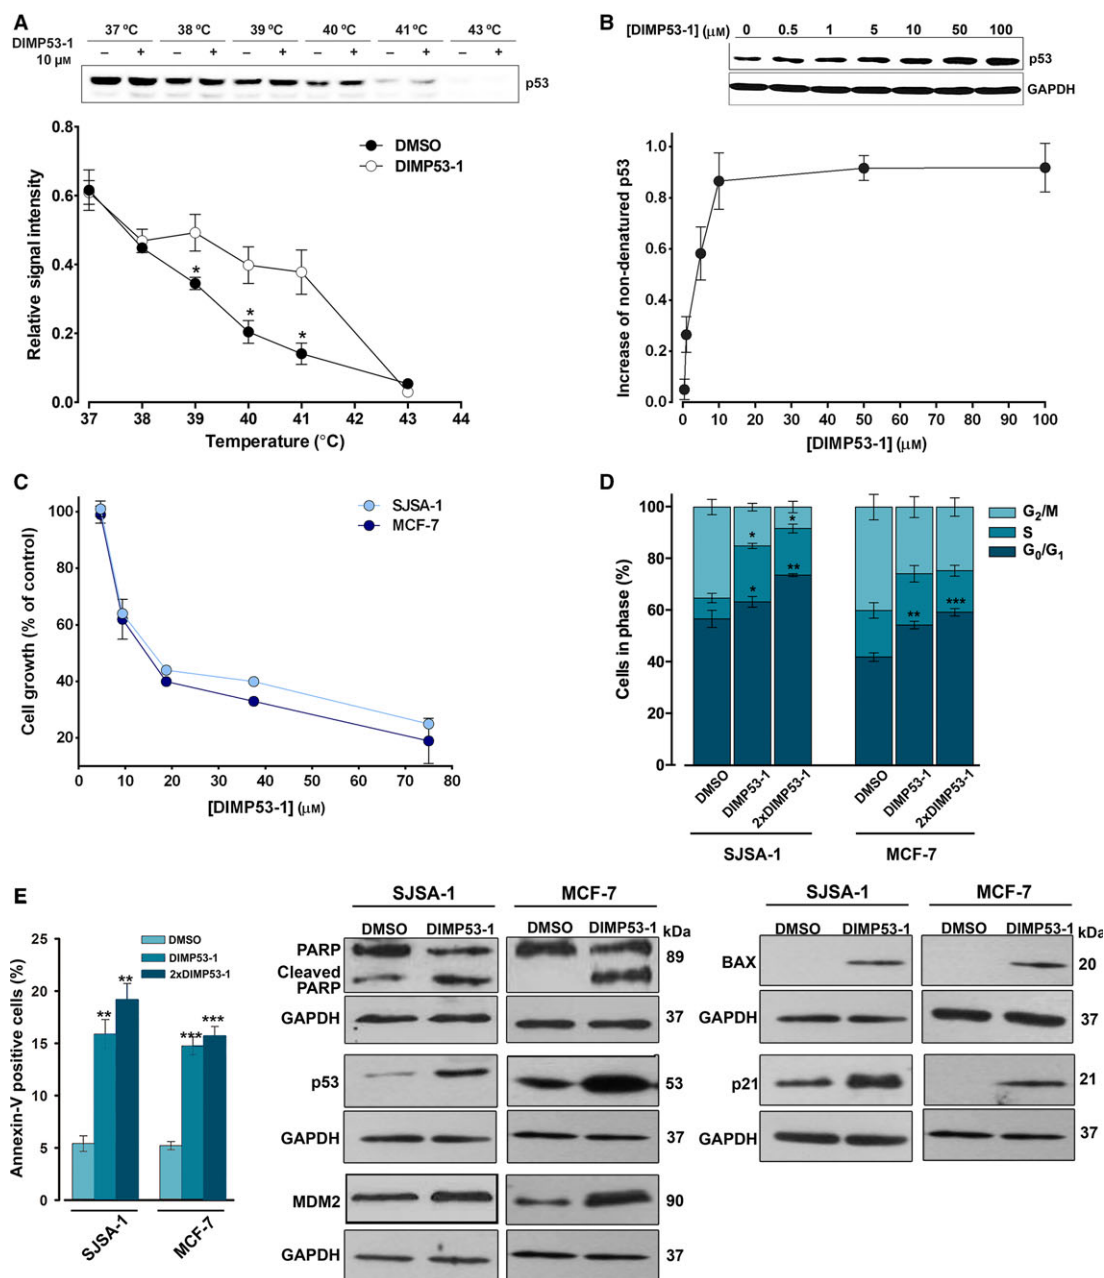 A
37 ºC 38 ºC 39 ºC 40 ºC 41 ºC 43 ºC
DIMP53-1
10 µM
– + – + – + – + – + – +
p53
DMSO
DIMP53-1
Relative signal intensity
0.8
0.6
0.4
0.2
0.0
*
*
*
37 38 39 40 41 42 43 44
Temperature (°C)
B
[DIMP53-1] (µM) 0 0.5 1 5 10 50 100
p53
GAPDH
Increase of non-denatured p53
1.0
0.8
0.6
0.4
0.2
0.0
0 10 20 30 40 50 60 70 80 90 100
[DIMP53-1] (µM)
C
SJSA-1
MCF-7
Cell growth (% of control)
100
80
60
40
20
0 10 20 30 40 50 60 70 80
[DIMP53-1] (µM)
D
G2/M
S
G0/G1
Cells in phase (%)
100
80
60
40
20
0
* * * ** ** ***
DMSO DIMP53-1 2xDIMP53-1 DMSO DIMP53-1 2xDIMP53-1
SJSA-1 MCF-7
E
DMSO
DIMP53-1
2xDIMP53-1
Annexin-V positive cells (%)
25
20
15
10
5
0
** ** *** ***
SJSA-1 MCF-7
SJSA-1 MCF-7
DMSO DIMP53-1 DMSO DIMP53-1 kDa
PARP 89
Cleaved
PARP
GAPDH 37
p53 53
GAPDH 37
MDM2 90
GAPDH 37
SJSA-1 MCF-7
DMSO DIMP53-1 DMSO DIMP53-1 kDa
BAX 20
GAPDH 37
p21 21
GAPDH 37